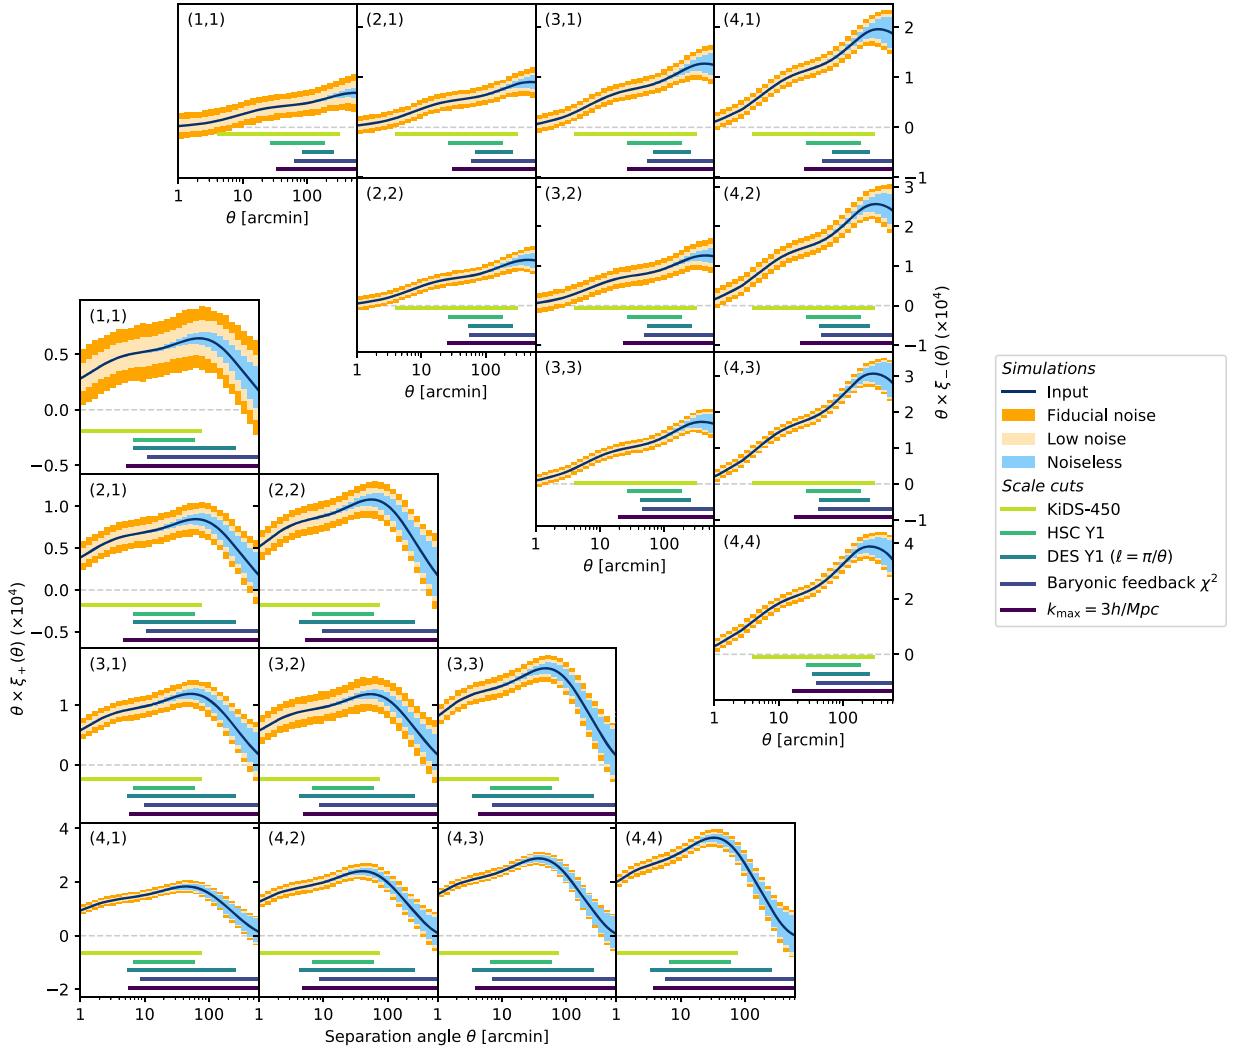 (1,1) (2,1) (3,1) (4,1)
2
1
0
−1
1 10 100
θ [arcmin]
(2,2) (3,2) (4,2)
3
2
1
0
−1
1 10 100
θ [arcmin]
θ × ξ₋(θ) (×10⁴)
(3,3) (4,3)
3
2
1
0
−1
1 10 100
θ [arcmin]
(4,4)
4
2
0
1 10 100
θ [arcmin]
Simulations
Input
Fiducial noise
Low noise
Noiseless
Scale cuts
KiDS-450
HSC Y1
DES Y1 (ℓ = π/θ)
Baryonic feedback χ²
kₘₐₓ = 3h/Mpc
(1,1)
0.5
0.0
−0.5
(2,1) (2,2)
1.0
0.5
0.0
−0.5
θ × ξ₊(θ) (×10⁴)
(3,1) (3,2) (3,3)
1
0
(4,1) (4,2) (4,3) (4,4)
4
2
0
−2
1 10 100 1 10 100 1 10 100 1 10 100
Separation angle θ [arcmin]